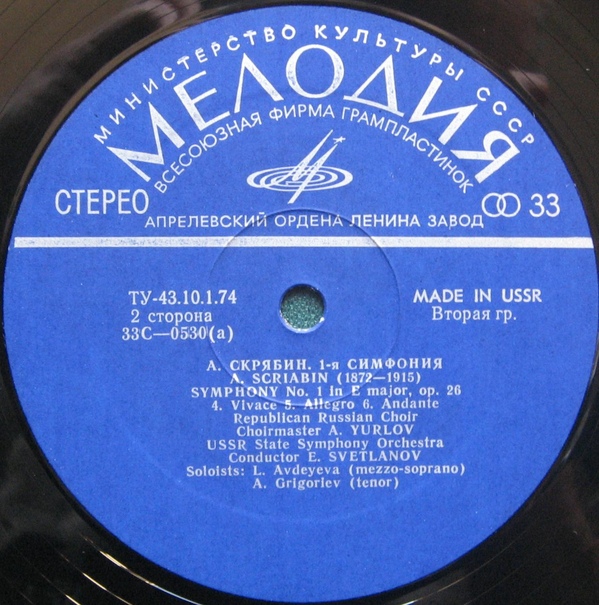 МИНИСТЕРСТВО КУЛЬТУРЫ СССР
МЕЛОДИЯ
ВСЕСОЮЗНАЯ ФИРМА ГРАМПЛАСТИНОК
СТЕРЕО
33
АПРЕЛЕВСКИЙ ОРДЕНА ЛЕНИНА ЗАВОД
ТУ-43.10.1.74
MADE IN USSR
2 сторона
Вторая гр.
33С—0530(а)
А. СКРЯБИН. 1-я СИМФОНИЯ
A. SCRIABIN (1872—1915)
SYMPHONY No. 1 in E major, op. 26
4. Vivace 5. Allegro 6. Andante
Republican Russian Choir
Choirmaster A. YURLOV
USSR State Symphony Orchestra
Conductor E. SVETLANOV
Soloists: L. Avdeyeva (mezzo-soprano)
A. Grigoriev (tenor)